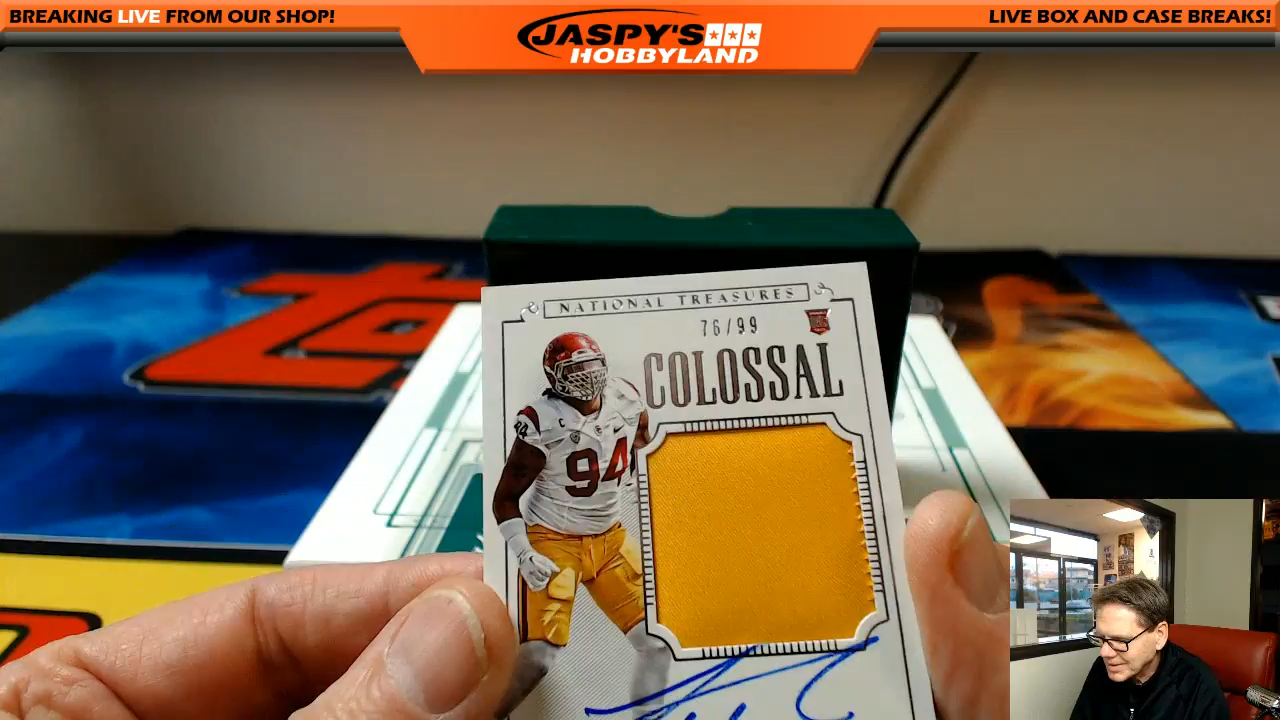 BREAKING LIVE FROM OUR SHOP!
JASPY'S
HOBBYLAND
LIVE BOX AND CASE BREAKS!
NATIONAL TREASURES
76/99
COLOSSAL
94